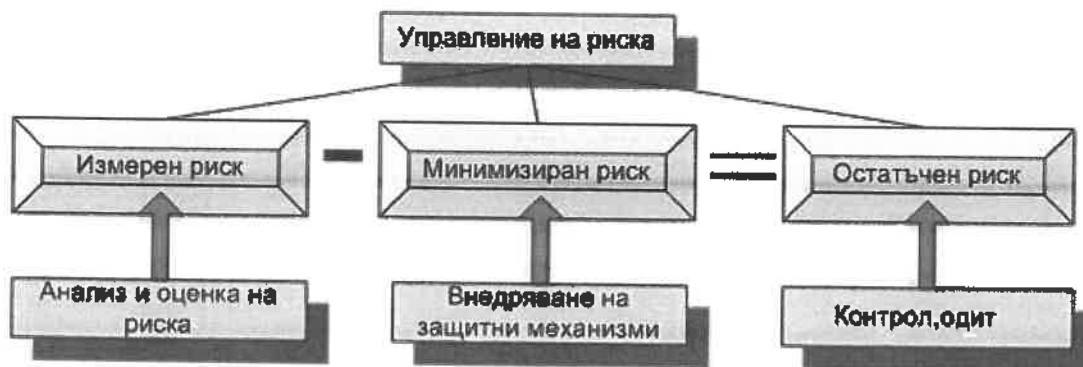 Управление на риска
Измерен риск
Минимизиран риск
Остатъчен риск
Анализ и оценка на
риска
Внедряване на
защитни механизми
Контрол,одит